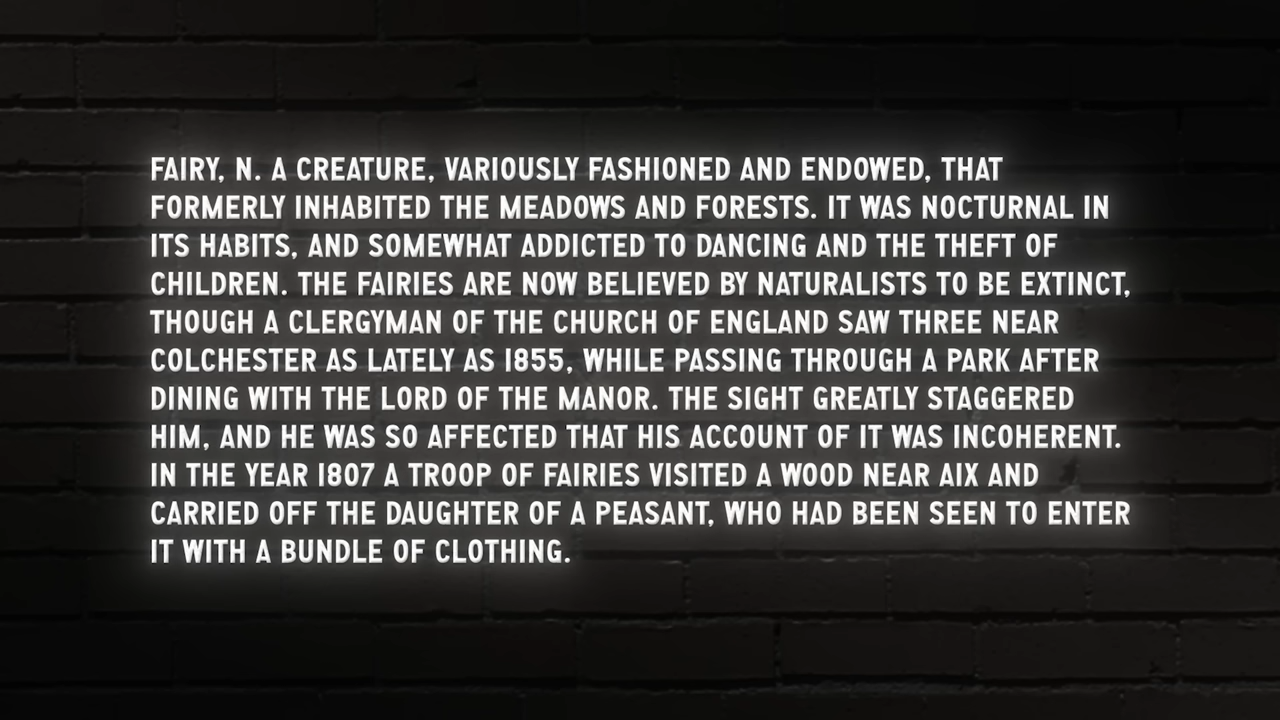 FAIRY, N. A CREATURE, VARIOUSLY FASHIONED AND ENDOWED, THAT
FORMERLY INHABITED THE MEADOWS AND FORESTS. IT WAS NOCTURNAL IN
ITS HABITS, AND SOMEWHAT ADDICTED TO DANCING AND THE THEFT OF
CHILDREN. THE FAIRIES ARE NOW BELIEVED BY NATURALISTS TO BE EXTINCT,
THOUGH A CLERGYMAN OF THE CHURCH OF ENGLAND SAW THREE NEAR
COLCHESTER AS LATELY AS 1855, WHILE PASSING THROUGH A PARK AFTER
DINING WITH THE LORD OF THE MANOR. THE SIGHT GREATLY STAGGERED
HIM, AND HE WAS SO AFFECTED THAT HIS ACCOUNT OF IT WAS INCOHERENT.
IN THE YEAR 1807 A TROOP OF FAIRIES VISITED A WOOD NEAR AIX AND
CARRIED OFF THE DAUGHTER OF A PEASANT, WHO HAD BEEN SEEN TO ENTER
IT WITH A BUNDLE OF CLOTHING.